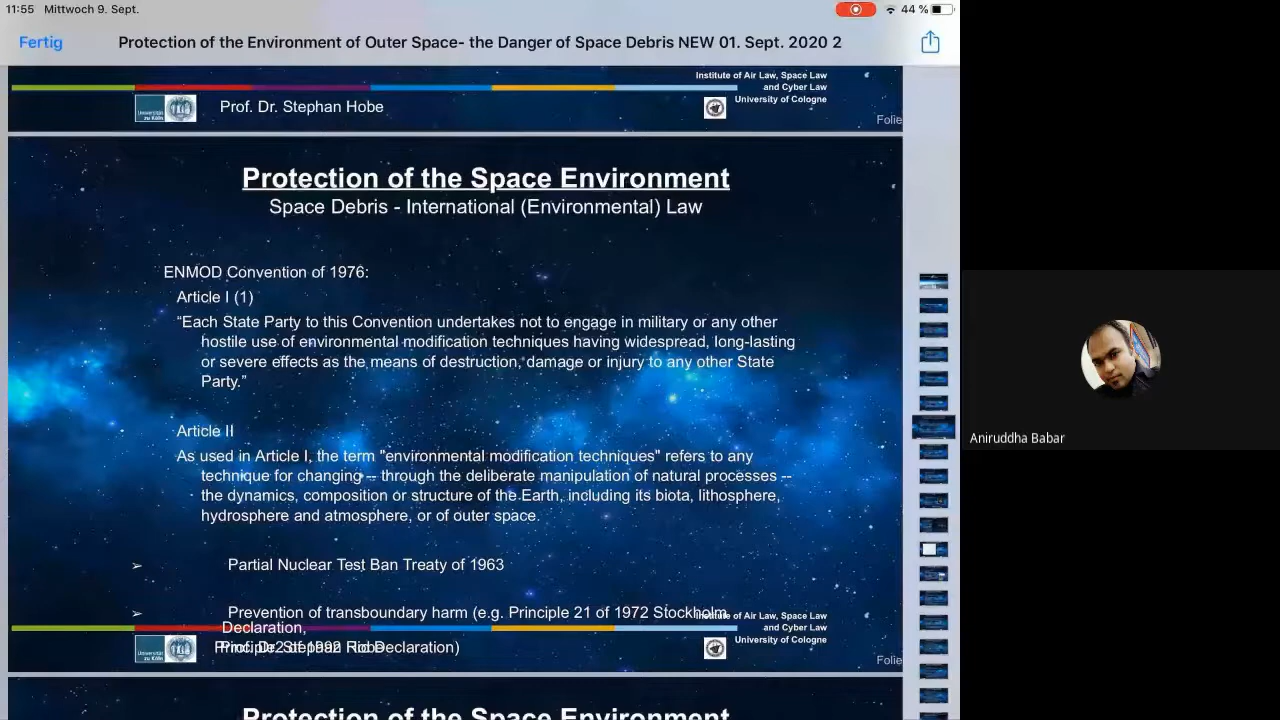 11:55 Mittwoch 9. Sept.
44 %
Fertig
Protection of the Environment of Outer Space- the Danger of Space Debris NEW 01. Sept. 2020 2
Institute of Air Law, Space Law
and Cyber Law
University of Cologne
Prof. Dr. Stephan Hobe
Folie
Protection of the Space Environment
Space Debris - International (Environmental) Law
ENMOD Convention of 1976:
Article I (1)
“Each State Party to this Convention undertakes not to engage in military or any other
hostile use of environmental modification techniques having widespread, long-lasting
or severe effects as the means of destruction, damage or injury to any other State
Party.”
Article II
As used in Article I, the term "environmental modification techniques" refers to any
technique for changing -- through the deliberate manipulation of natural processes --
the dynamics, composition or structure of the Earth, including its biota, lithosphere,
hydrosphere and atmosphere, or of outer space.
➢ Partial Nuclear Test Ban Treaty of 1963
➢ Prevention of transboundary harm (e.g. Principle 21 of 1972 Stockholm
Declaration,
Institute of Air Law, Space Law
and Cyber Law
University of Cologne
Declaration)
Folie
Protection of the Space Environment
Aniruddha Babar